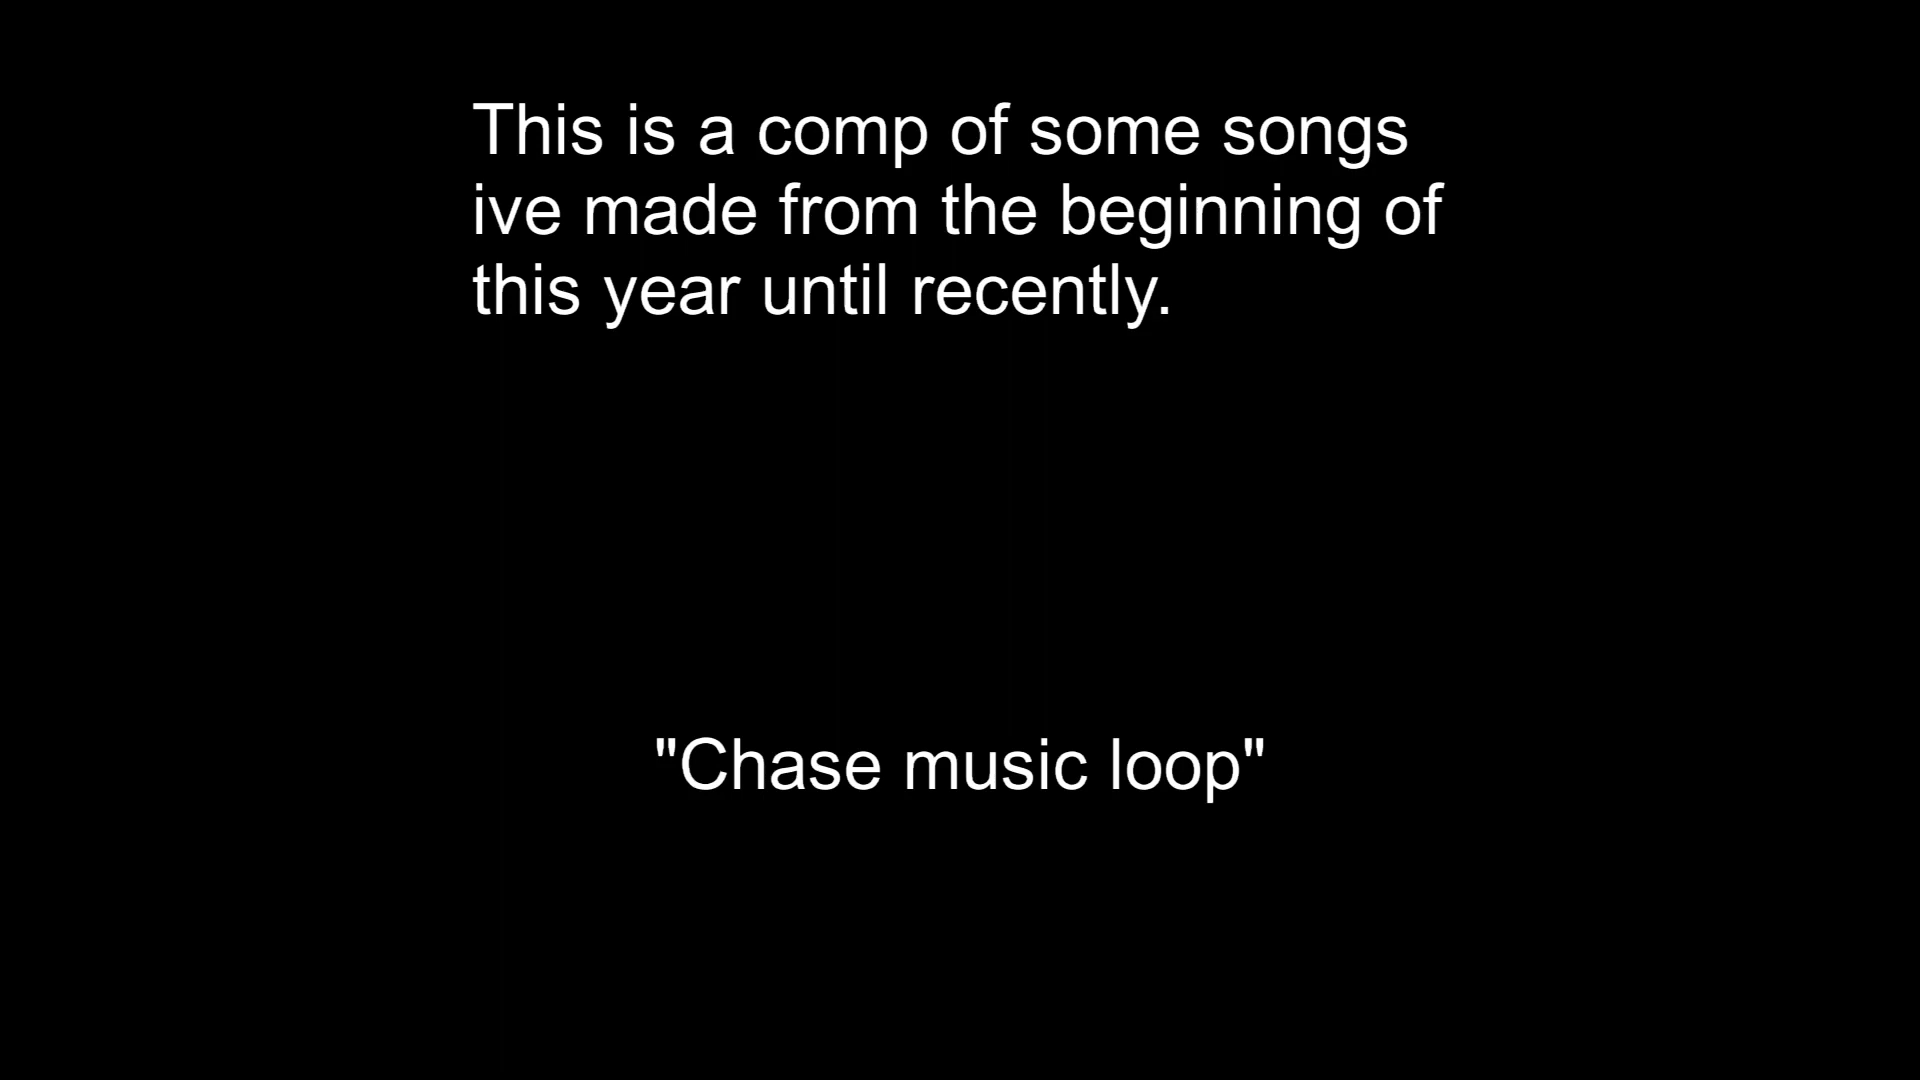 This is a comp of some songs
ive made from the beginning of
this year until recently.
"Chase music loop"